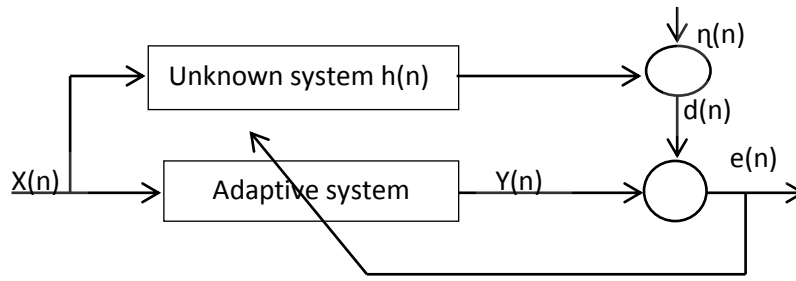 ɳ(n)
Unknown system h(n)
d(n)
e(n)
X(n)
Adaptive system
Y(n)